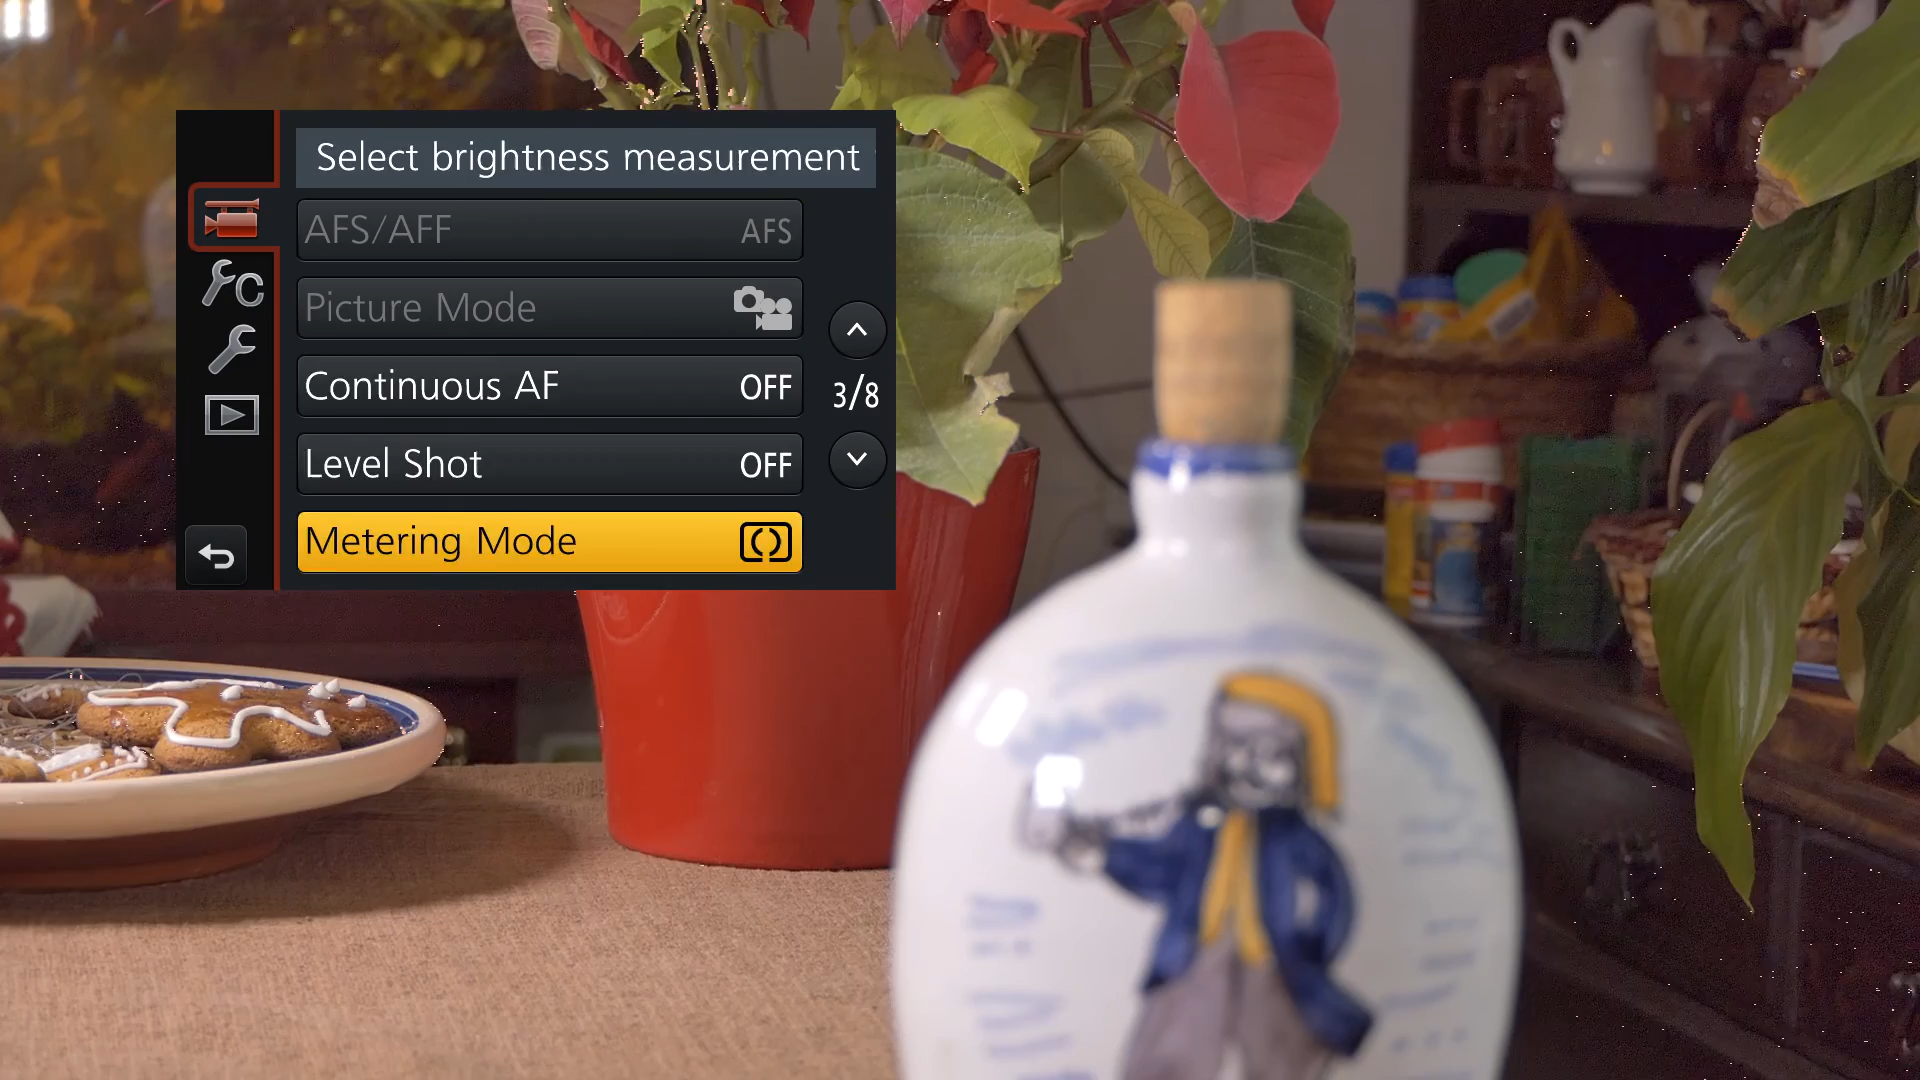 Select brightness measurement
AFS/AFF AFS
Picture Mode
Continuous AF OFF
3/8
Level Shot OFF
Metering Mode
C